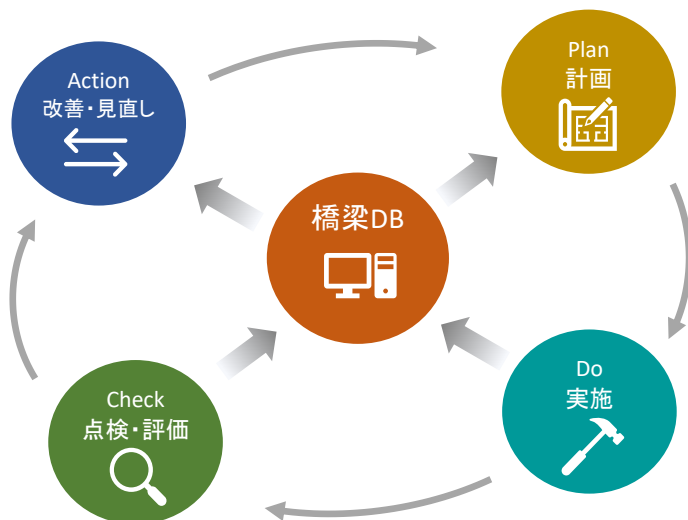 Action
改善・見直し
Plan
計画
橋梁DB
Check
点検・評価
Do
実施